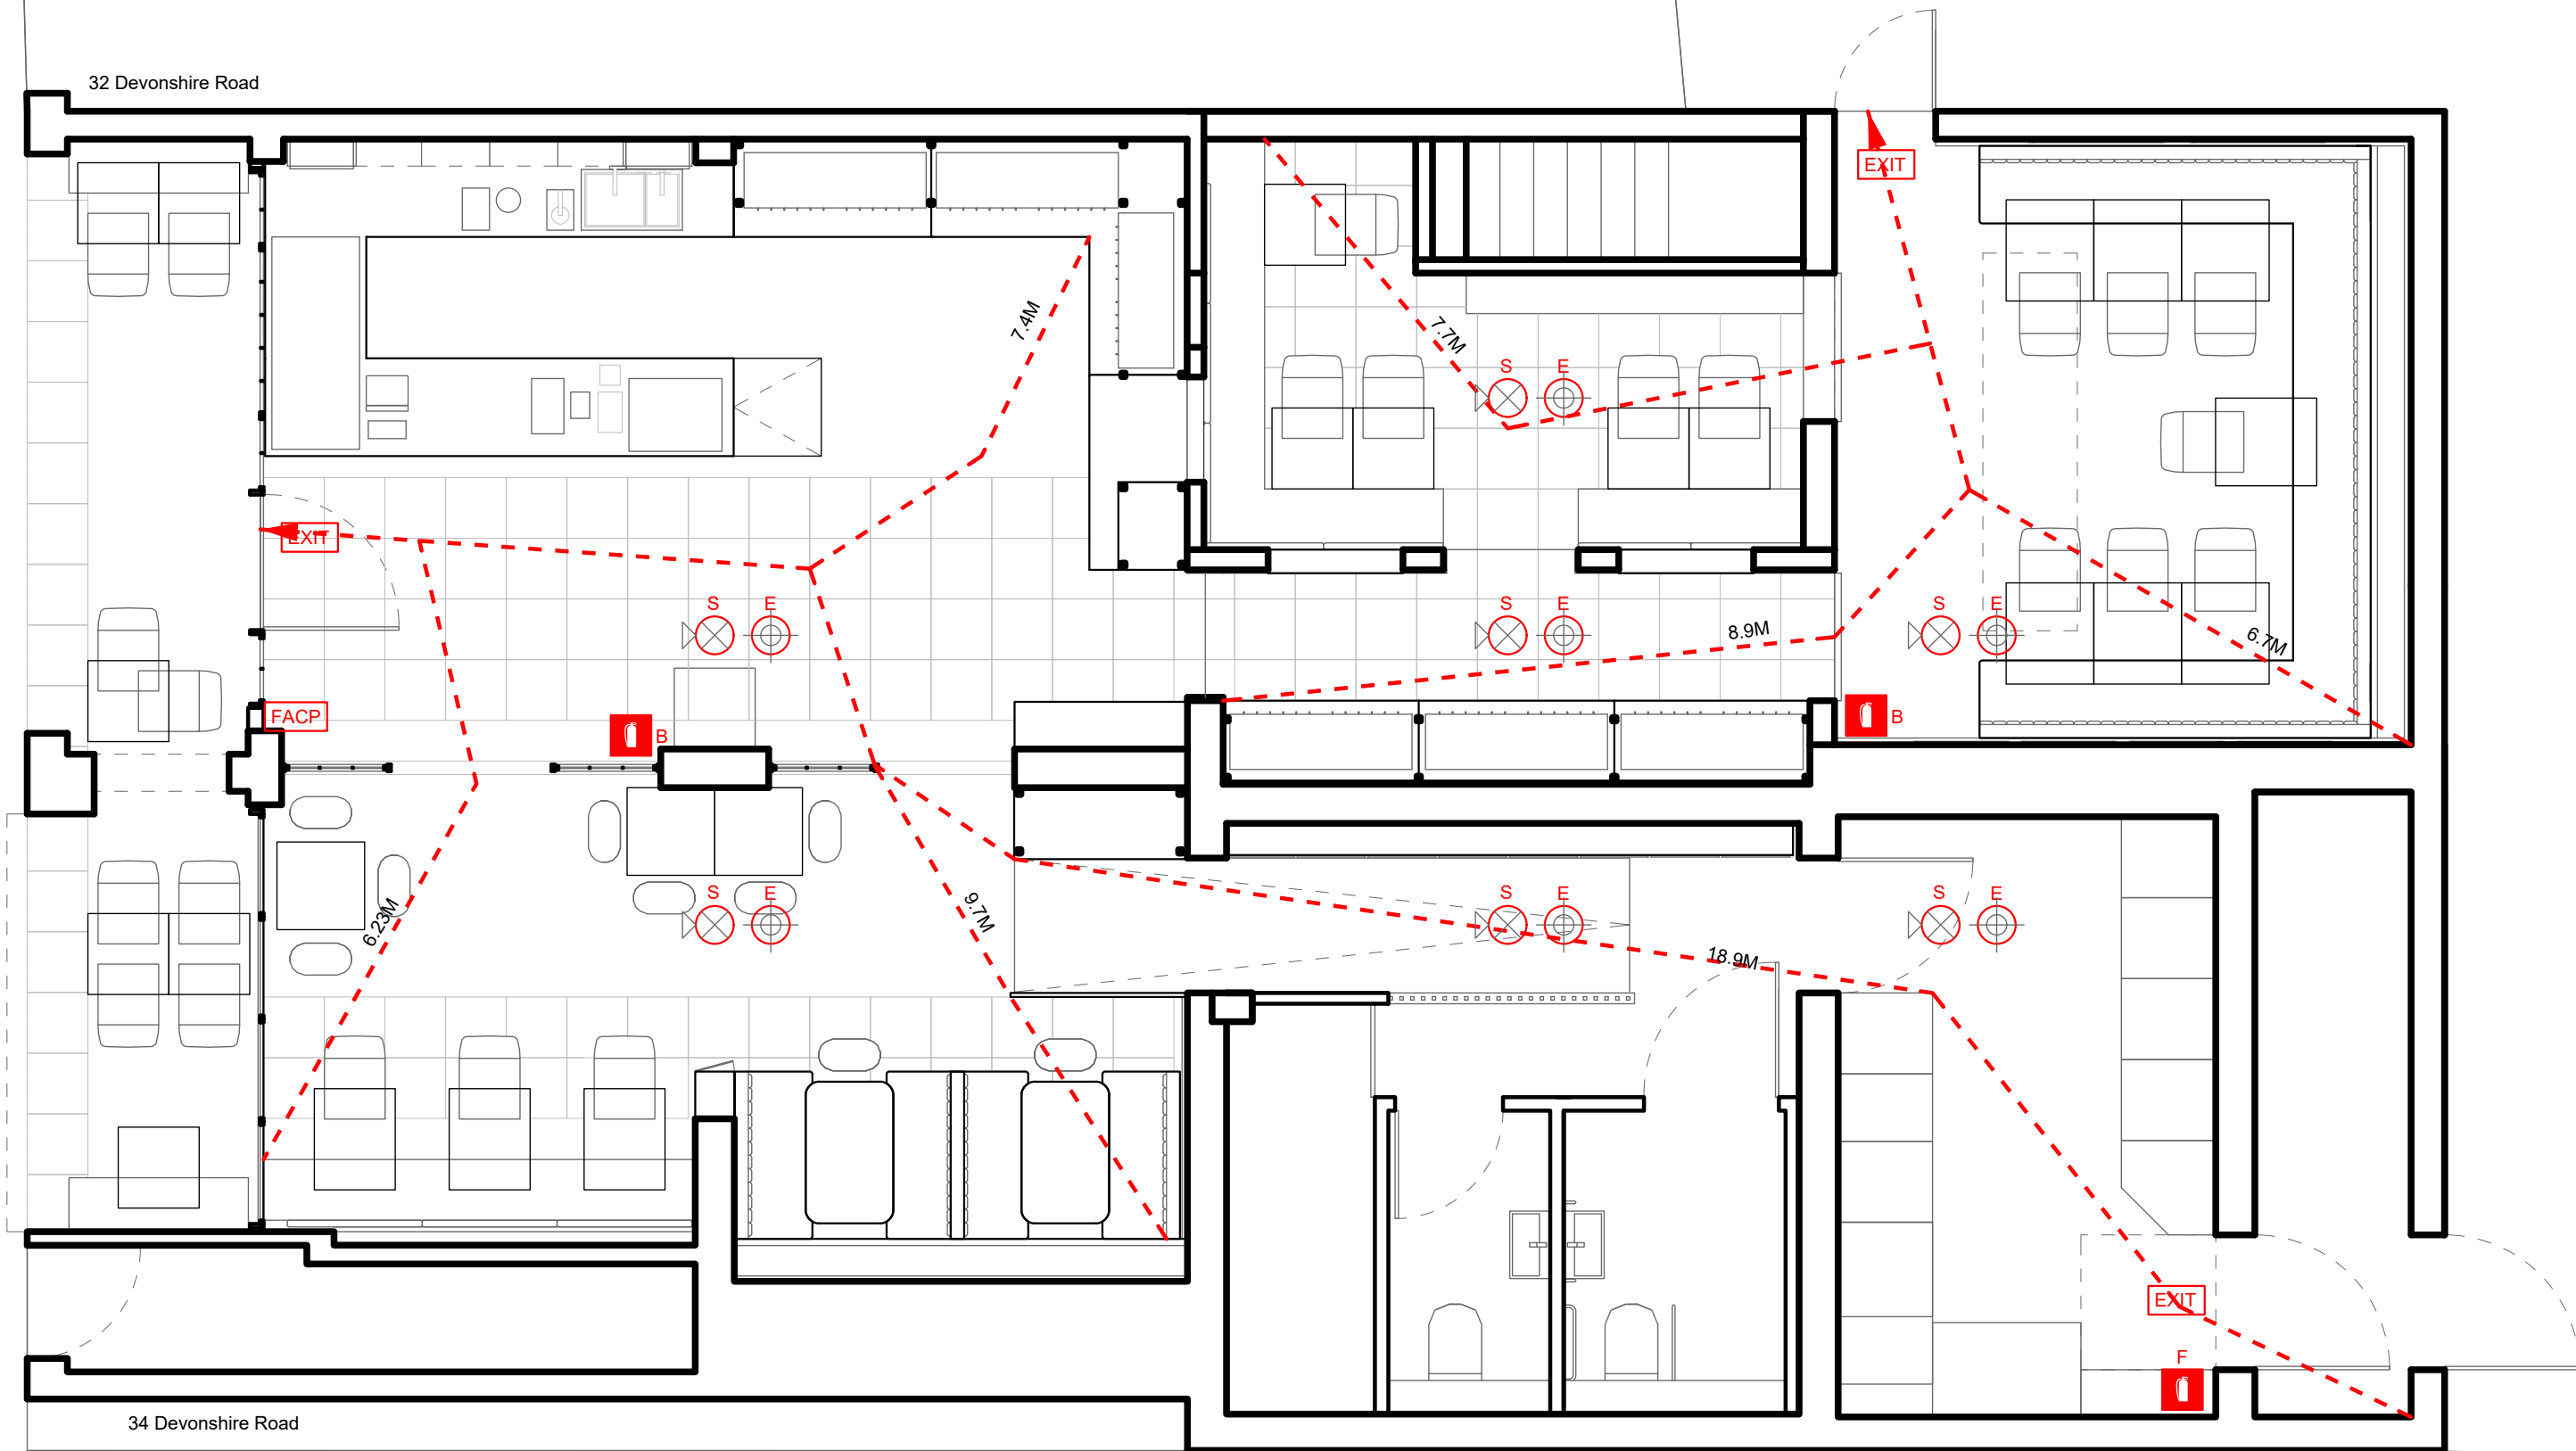 32 Devonshire Road
EXIT
7.4M
7.7M
S
E
EXIT
S
E
S
E
S
E
8.9M
6.7M
FACP
B
B
S
E
S
E
S
E
6.23M
9.7M
18.9M
EXIT
F
34 Devonshire Road